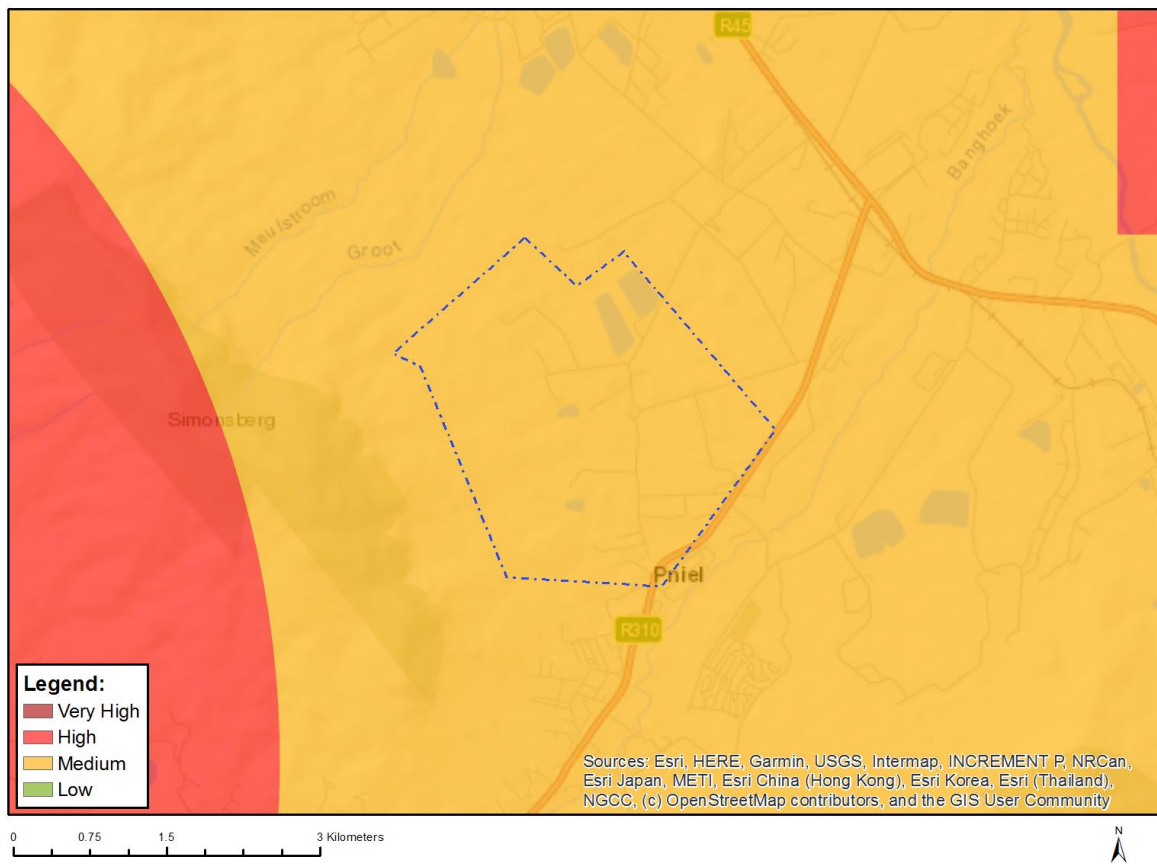 R45
Banghoek
Meulstroom
Groot
Simonsberg
Pniel
R310
Legend:
Very High
High
Medium
Low
Sources: Esri, HERE, Garmin, USGS, Intermap, INCREMENT P, NRCan,
Esri Japan, METI, Esri China (Hong Kong), Esri Korea, Esri (Thailand),
NGCC, (c) OpenStreetMap contributors, and the GIS User Community
0 0.75 1.5 3 Kilometers
N